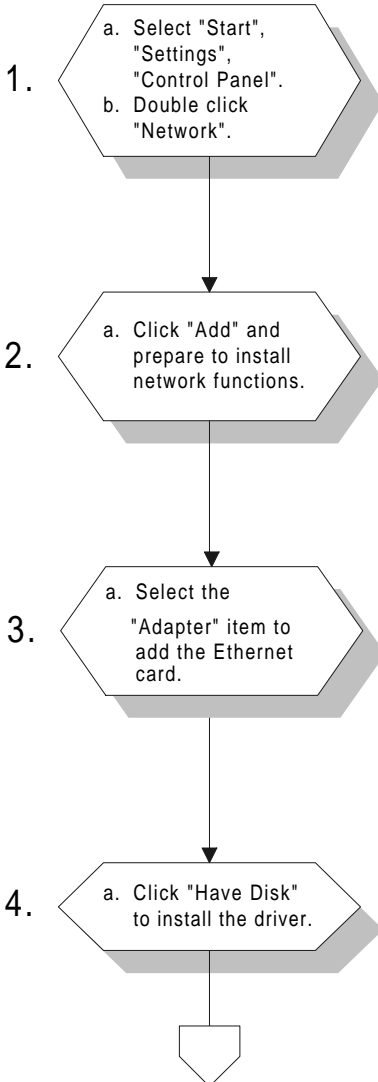 1.
a. Select "Start",
"Settings",
"Control Panel".
b. Double click
"Network".
2.
a. Click "Add" and
prepare to install
network functions.
3.
a. Select the
"Adapter" item to
add the Ethernet
card.
4.
a. Click "Have Disk"
to install the driver.